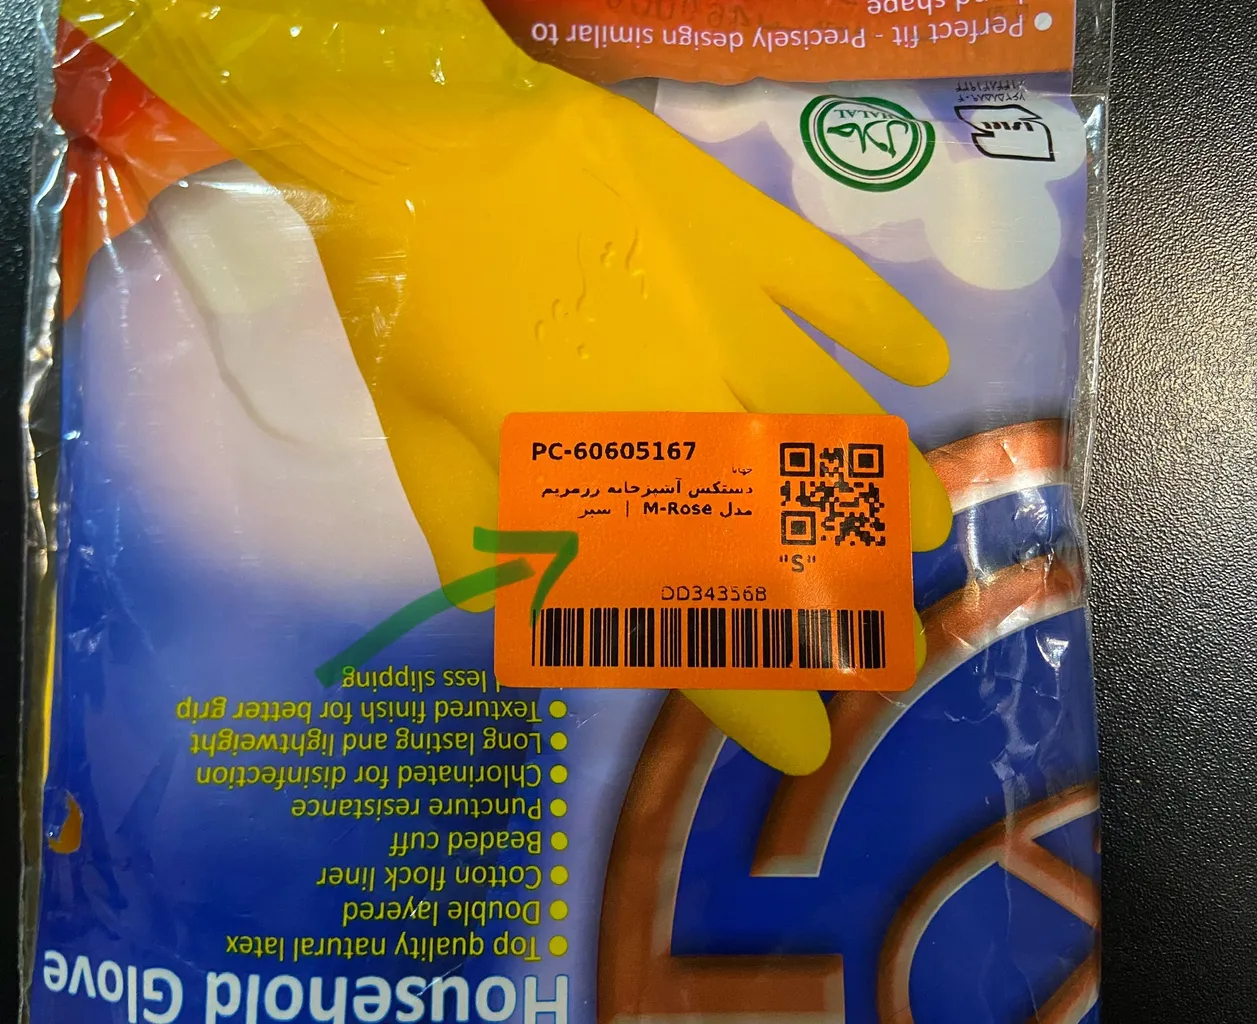 PC-60605167
جهانا
دستکش آشپزخانه رزمریم
مدل M-Rose | سبز
"S"
DD343568
Household Glove
Top quality natural latex
Double layered
Cotton flock liner
Beaded cuff
Puncture resistance
Chlorinated for disinfection
Long lasting and lightweight
Textured finish for better grip
less slipping
Perfect fit - Precisely design similar to
hand shape
حلال
HALAL